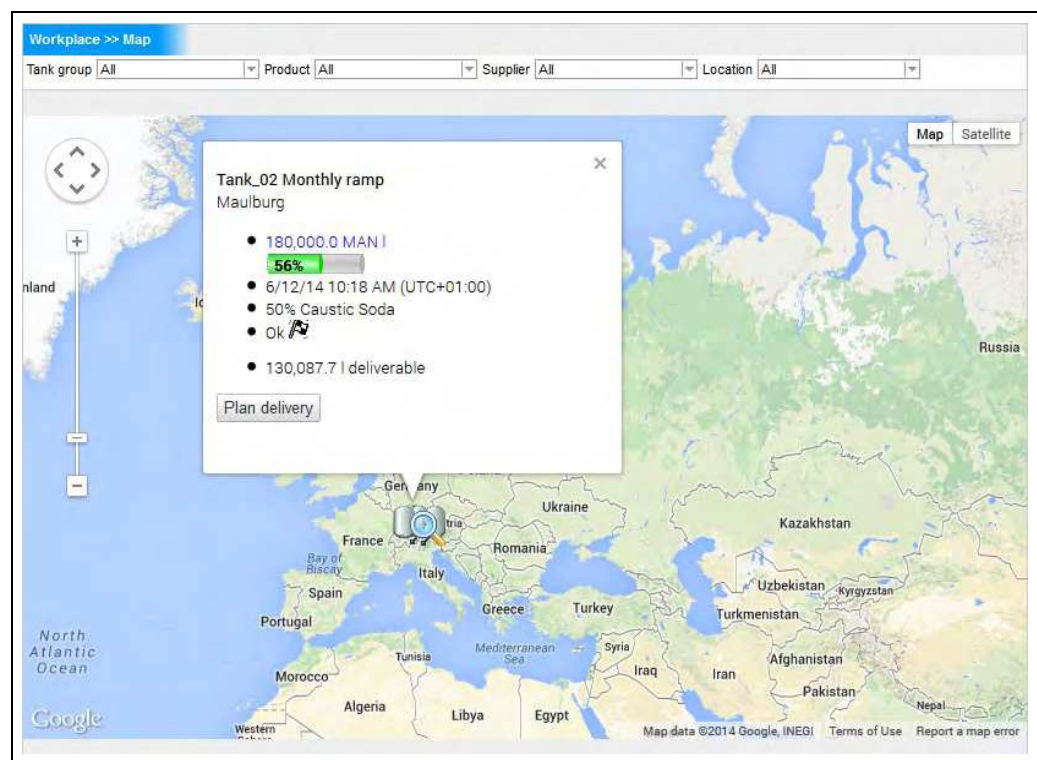 Workplace >> Map
Tank group All Product All Supplier All Location All
Map Satellite
Tank_02 Monthly ramp
Maulburg
180,000.0 MAN l
56%
6/12/14 10:18 AM (UTC+01:00)
50% Caustic Soda
Ok
130,087.7 l deliverable
Plan delivery
nland
Russia
Germany
Ukraine
Kazakhstan
tria
France
Romania
Bay of
Biscay
Italy
Spain
Uzbekistan
Kyrgyzstan
Portugal
Greece
Turkey
Turkmenistan
North
Atlantic
Ocean
Tunisia
Mediterranean
Sea
Syria
Afghanistan
Morocco
Iraq
Iran
Pakistan
Algeria
Libya
Egypt
Nepal
Google
Western
Map data ©2014 Google, INEGI Terms of Use Report a map error